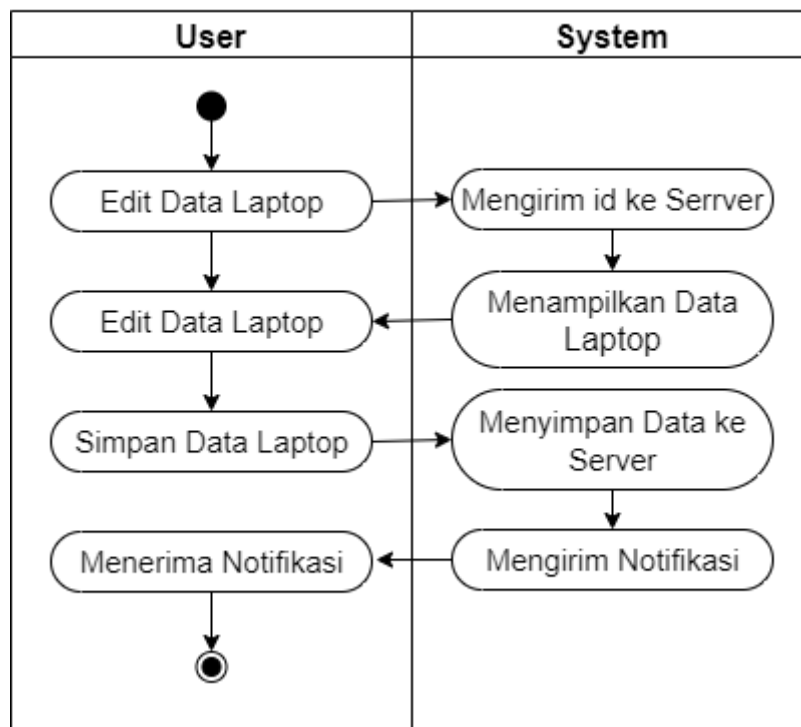 User
System
Edit Data Laptop
Mengirim id ke Serrver
Edit Data Laptop
Menampilkan Data
Laptop
Simpan Data Laptop
Menyimpan Data ke
Server
Menerima Notifikasi
Mengirim Notifikasi